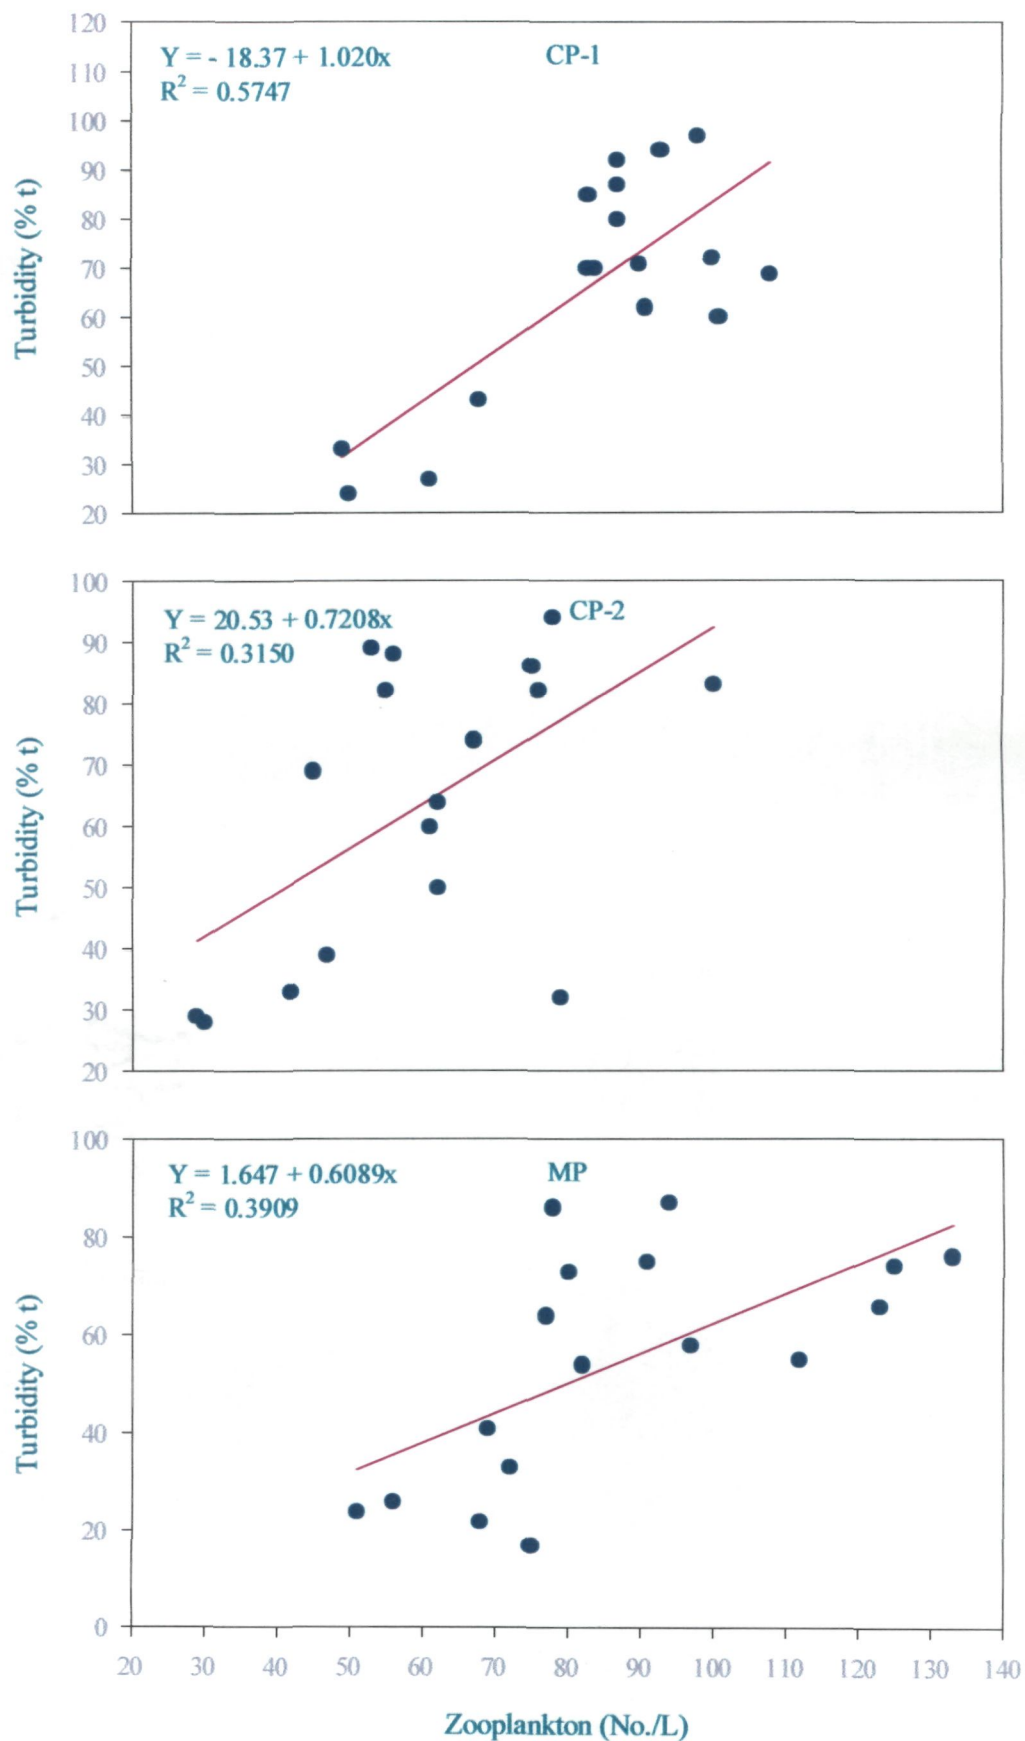 120
Y = - 18.37 + 1.020x CP-1
110
R² = 0.5747
100
90
80
70
60
50
40
30
20
Turbidity (% t)
100
Y = 20.53 + 0.7208x CP-2
R² = 0.3150
90
80
70
60
50
40
30
20
Turbidity (% t)
100
Y = 1.647 + 0.6089x MP
R² = 0.3909
80
60
40
20
0
Turbidity (% t)
20 30 40 50 60 70 80 90 100 110 120 130 140
Zooplankton (No./L)